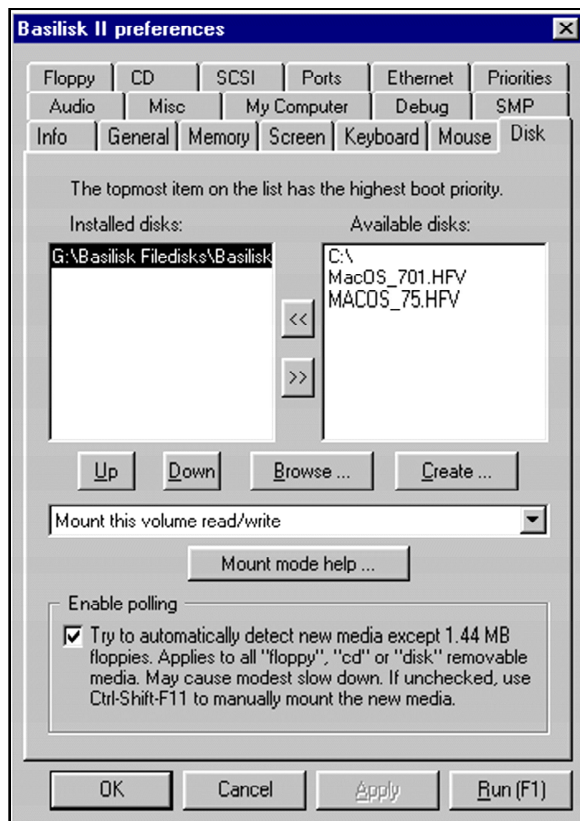 Basilisk II preferences
Floppy CD SCSI Ports Ethernet Priorities
Audio Misc My Computer Debug SMP
Info General Memory Screen Keyboard Mouse Disk
The topmost item on the list has the highest boot priority.
Installed disks: Available disks:
G:\Basilisk Filedisks\Basilisk C:\
MacOS_701.HFV
MACOS_75.HFV
<<
>>
Up Down Browse ... Create ...
Mount this volume read/write
Mount mode help ...
Enable polling
Try to automatically detect new media except 1.44 MB
floppies. Applies to all "floppy", "cd" or "disk" removable
media. May cause modest slow down. If unchecked, use
Ctrl-Shift-F11 to manually mount the new media.
OK Cancel Apply Run (F1)